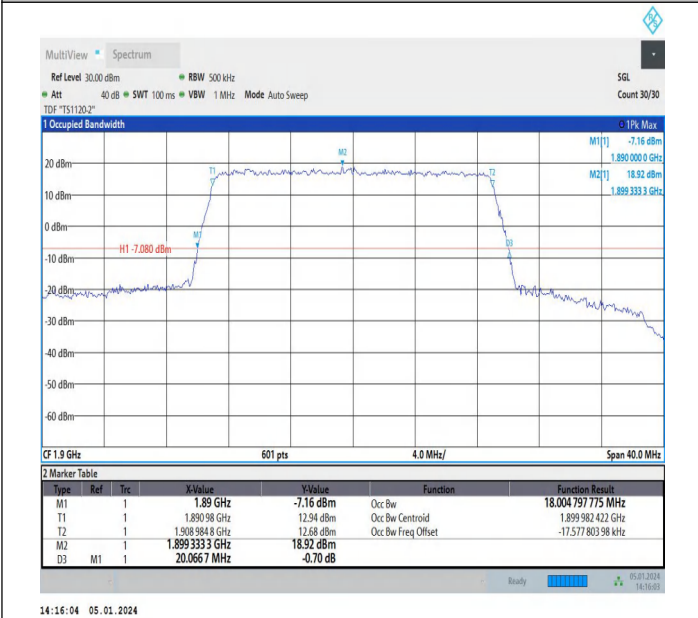 R S
MultiView Spectrum
Ref Level 30.00 dBm RBW 500 kHz SGL
Att 40 dB SWT 100 ms VBW 1 MHz Mode Auto Sweep Count 30/30
TDF "TS1120-2"
1 Occupied Bandwidth 1Pk Max
M1[1] -7.16 dBm
1.890 000 0 GHz
M2[1] 18.92 dBm
1.899 333 3 GHz
M2
20 dBm
T1 T2
10 dBm
0 dBm
M1 D3
H1 -7.080 dBm
-10 dBm
-20 dBm
-30 dBm
-40 dBm
-50 dBm
-60 dBm
CF 1.9 GHz 601 pts 4.0 MHz/ Span 40.0 MHz
2 Marker Table
Type Ref Trc X-Value Y-Value Function Function Result
M1 1 1.89 GHz -7.16 dBm Occ Bw 18.004 797 775 MHz
T1 1 1.890 98 GHz 12.94 dBm Occ Bw Centroid 1.899 982 422 GHz
T2 1 1.908 984 8 GHz 12.68 dBm Occ Bw Freq Offset -17.577 803 98 kHz
M2 1 1.899 333 3 GHz 18.92 dBm
D3 M1 1 20.066 7 MHz -0.70 dB
Ready 05.01.2024
14:16:03
14:16:04 05.01.2024